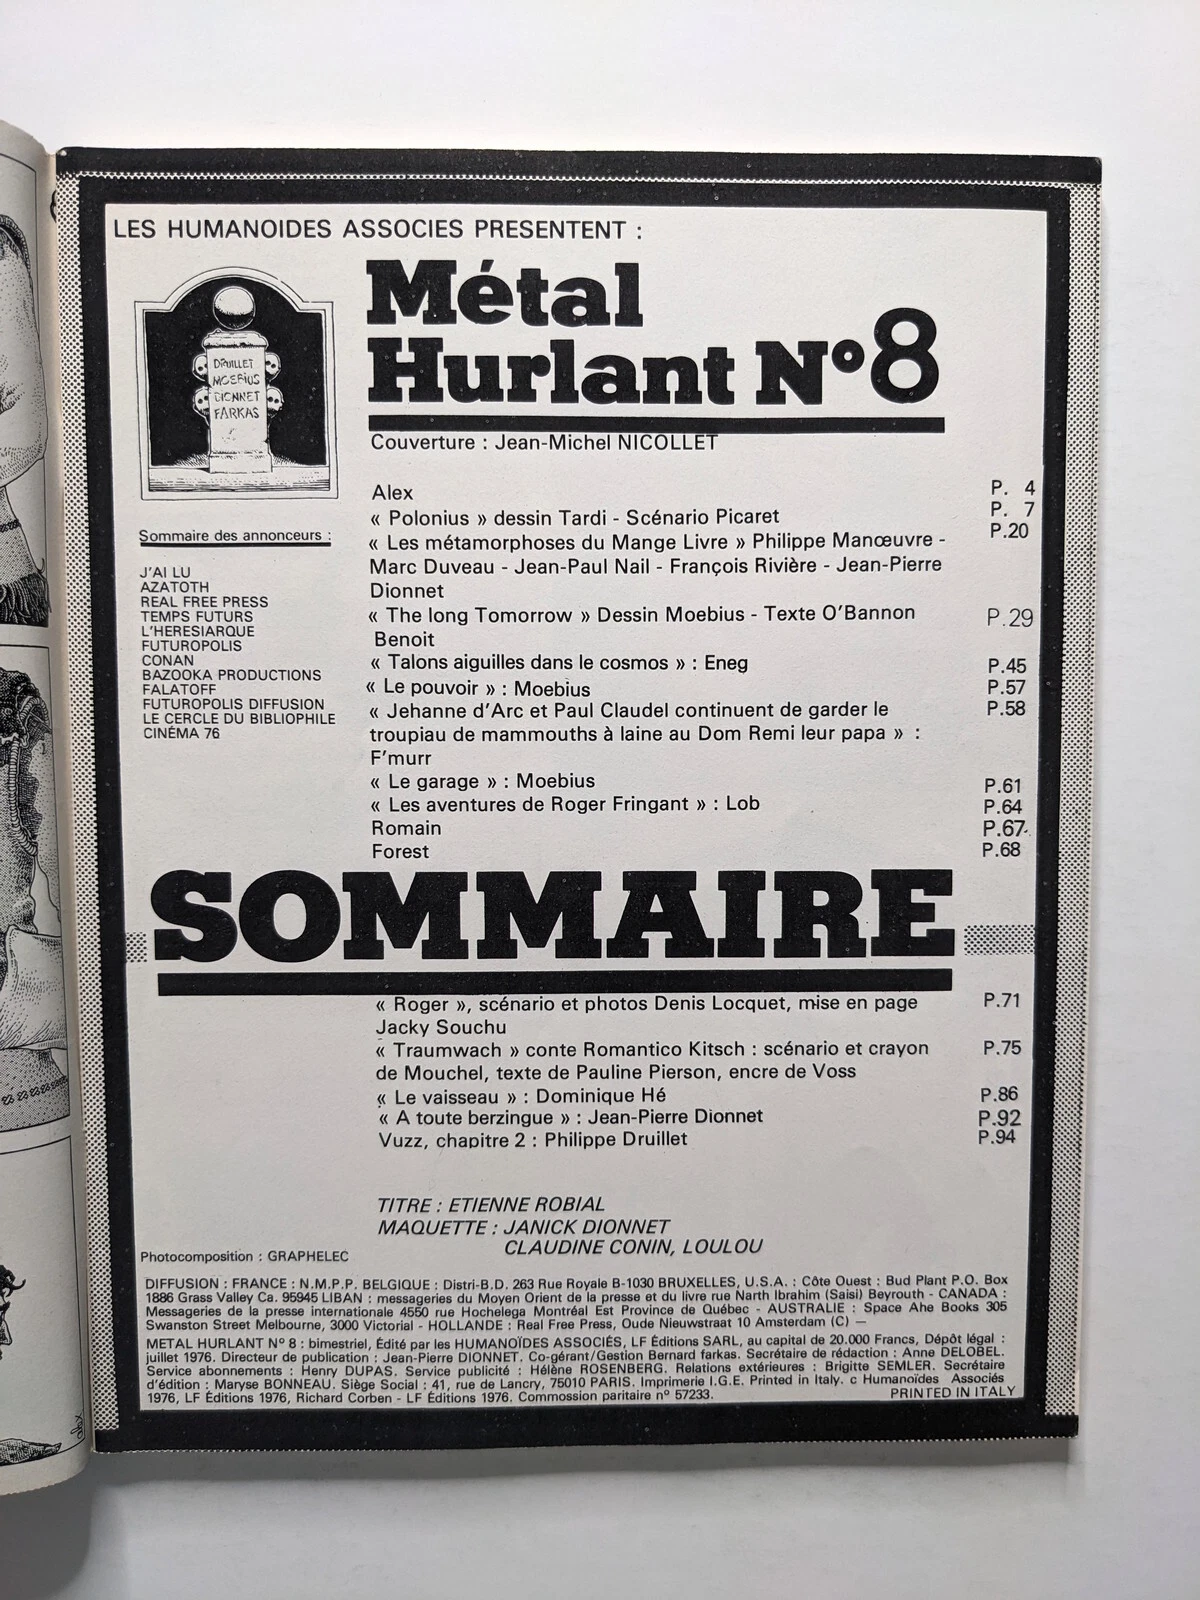 LES HUMANOIDES ASSOCIES PRESENTENT :
Métal
Hurlant N° 8
DRUILLET
MOEBIUS
DIONNET
FARKAS
Couverture : Jean-Michel NICOLLET
Alex P. 4
« Polonius » dessin Tardi - Scénario Picaret P. 7
« Les métamorphoses du Mange Livre » Philippe Manœuvre - P.20
Marc Duveau - Jean-Paul Nail - François Rivière - Jean-Pierre
Dionnet
« The long Tomorrow » Dessin Moebius - Texte O'Bannon P.29
Benoit
« Talons aiguilles dans le cosmos » : Eneg P.45
« Le pouvoir » : Moebius P.57
« Jehanne d'Arc et Paul Claudel continuent de garder le P.58
troupiau de mammouths à laine au Dom Remi leur papa » :
F'murr
« Le garage » : Moebius P.61
« Les aventures de Roger Fringant » : Lob P.64
Romain P.67
Forest P.68
Sommaire des annonceurs :
J'AI LU
AZATOTH
REAL FREE PRESS
TEMPS FUTURS
L'HERESIARQUE
FUTUROPOLIS
CONAN
BAZOOKA PRODUCTIONS
FALATOFF
FUTUROPOLIS DIFFUSION
LE CERCLE DU BIBLIOPHILE
CINÉMA 76
SOMMAIRE
« Roger », scénario et photos Denis Locquet, mise en page P.71
Jacky Souchu
« Traumwach » conte Romantico Kitsch : scénario et crayon P.75
de Mouchel, texte de Pauline Pierson, encre de Voss
« Le vaisseau » : Dominique Hé P.86
« A toute berzingue » : Jean-Pierre Dionnet P.92
Vuzz, chapitre 2 : Philippe Druillet P.94
TITRE : ETIENNE ROBIAL
MAQUETTE : JANICK DIONNET
CLAUDINE CONIN, LOULOU
Photocomposition : GRAPHELEC
DIFFUSION : FRANCE : N.M.P.P. BELGIQUE : Distri-B.D. 263 Rue Royale B-1030 BRUXELLES, U.S.A. : Côte Ouest : Bud Plant P.O. Box
1886 Grass Valley Ca. 95945 LIBAN : messageries du Moyen Orient de la presse et du livre rue Narth Ibrahim (Saisi) Beyrouth - CANADA :
Messageries de la presse internationale 4550 rue Hochelega Montréal Est Province de Québec - AUSTRALIE : Space Ahe Books 305
Swanston Street Melbourne, 3000 Victorial - HOLLANDE : Real Free Press, Oude Nieuwstraat 10 Amsterdam (C) —
METAL HURLANT N° 8 : bimestriel, Édité par les HUMANOÏDES ASSOCIÉS, LF Éditions SARL, au capital de 20.000 Francs, Dépôt légal :
juillet 1976. Directeur de publication : Jean-Pierre DIONNET. Co-gérant/Gestion Bernard farkas. Secrétaire de rédaction : Anne DELOBEL.
Service abonnements : Henry DUPAS. Service publicité : Hélène ROSENBERG. Relations extérieures : Brigitte SEMLER. Secrétaire
d'édition : Maryse BONNEAU. Siège Social : 41, rue de Lancry, 75010 PARIS. Imprimerie I.G.E. Printed in Italy. c Humanoïdes Associés
1976, LF Éditions 1976, Richard Corben - LF Éditions 1976. Commossion paritaire n° 57233. PRINTED IN ITALY